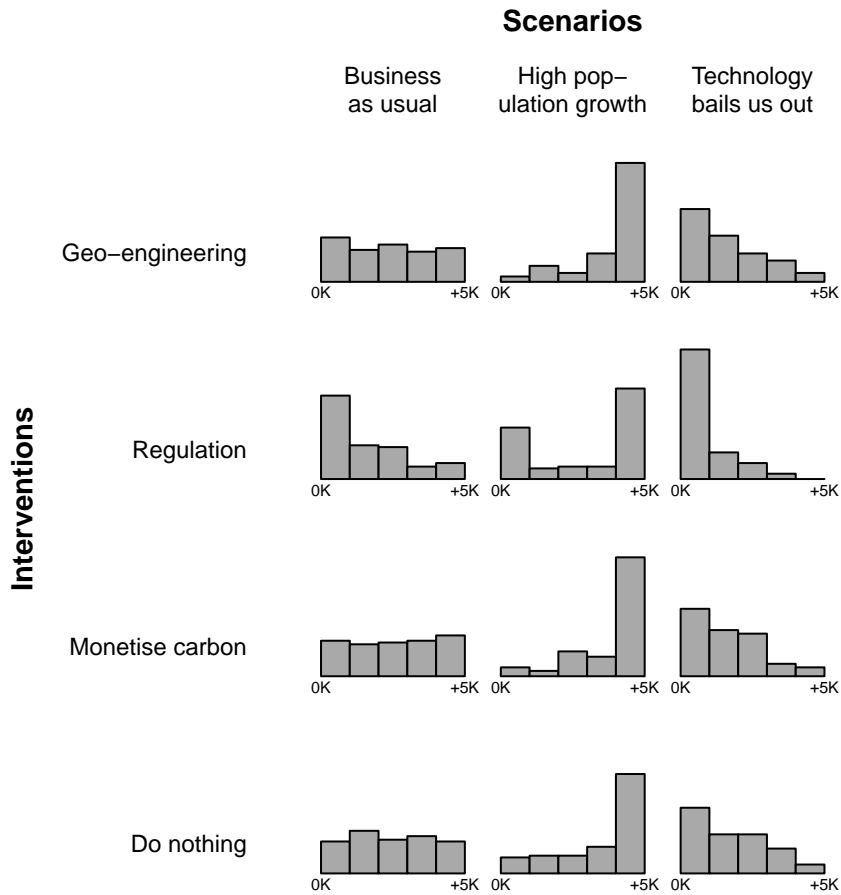 Scenarios
Business
as usual
High pop−
ulation growth
Technology
bails us out
Interventions
Geo−engineering
0K +5K 0K +5K 0K +5K
Regulation
0K +5K 0K +5K 0K +5K
Monetise carbon
0K +5K 0K +5K 0K +5K
Do nothing
0K +5K 0K +5K 0K +5K